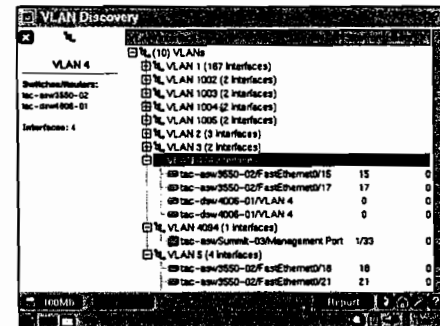 VLAN Discovery
VLAN 4
Switches/Routers:
tac-asw3550-02
tac-dsw4006-01
Interfaces: 4
(10) VLANs
VLAN 1 (167 Interfaces)
VLAN 1002 (2 Interfaces)
VLAN 1003 (2 Interfaces)
VLAN 1004 (2 Interfaces)
VLAN 1005 (2 Interfaces)
VLAN 2 (3 Interfaces)
VLAN 3 (2 Interfaces)
tac-asw3550-02/FastEthernet0/15 15 0
tac-asw3550-02/FastEthernet0/17 17 0
tac-dsw4006-01/VLAN 4 0 0
tac-dsw4006-01/VLAN 4 0 0
VLAN 4094 (1 Interfaces)
tac-asw/Summit-03/Management Port 1/33 0
VLAN 5 (4 Interfaces)
tac-asw3550-02/FastEthernet0/18 18 0
tac-asw3550-02/FastEthernet0/21 21 0
100Mb
Report